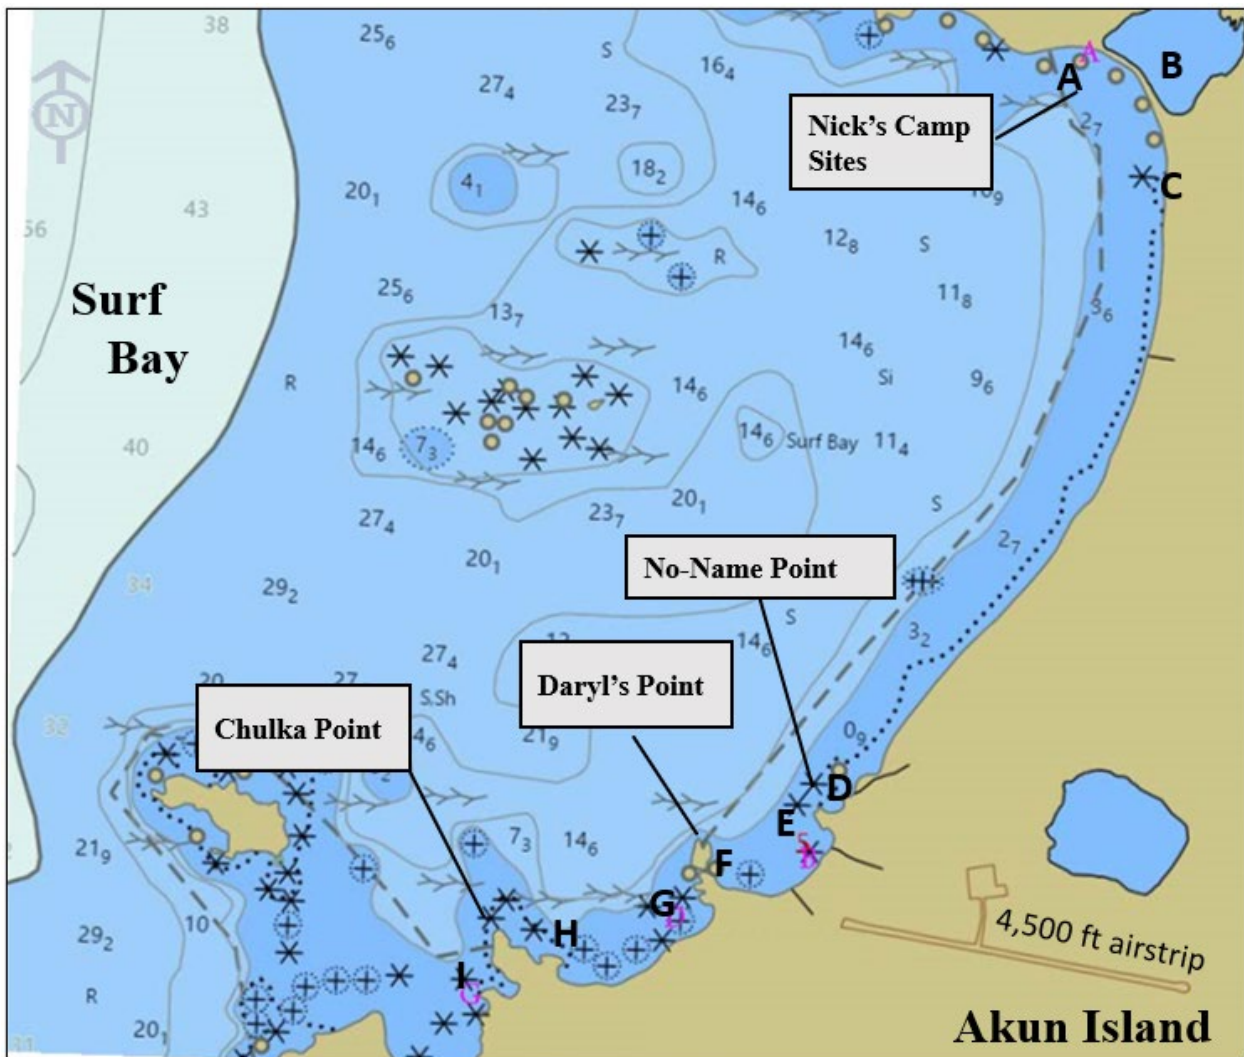 38
25₆
S
16₄
A
A
B
N
27₄
23₇
Nick's Camp
Sites
2₇
18₂
4₁
20₁
43
14₆
C
12₈
S
R
Surf
Bay
25₆
11₈
13₇
3₆
14₆
R
14₆
Si
9₆
40
14₆
7₃
14₆
Surf Bay
11₄
20₁
S
27₄
23₇
2₇
20₁
No-Name Point
34
29₂
S
3₂
27₄
14₆
Daryl's Point
20
27
S.Sh
Chulka Point
32
21₉
0₉
D
E
5
21₉
7₃
14₆
F
B
G
10
H
29₂
4,500 ft airstrip
I
G
R
20₁
31
Akun Island